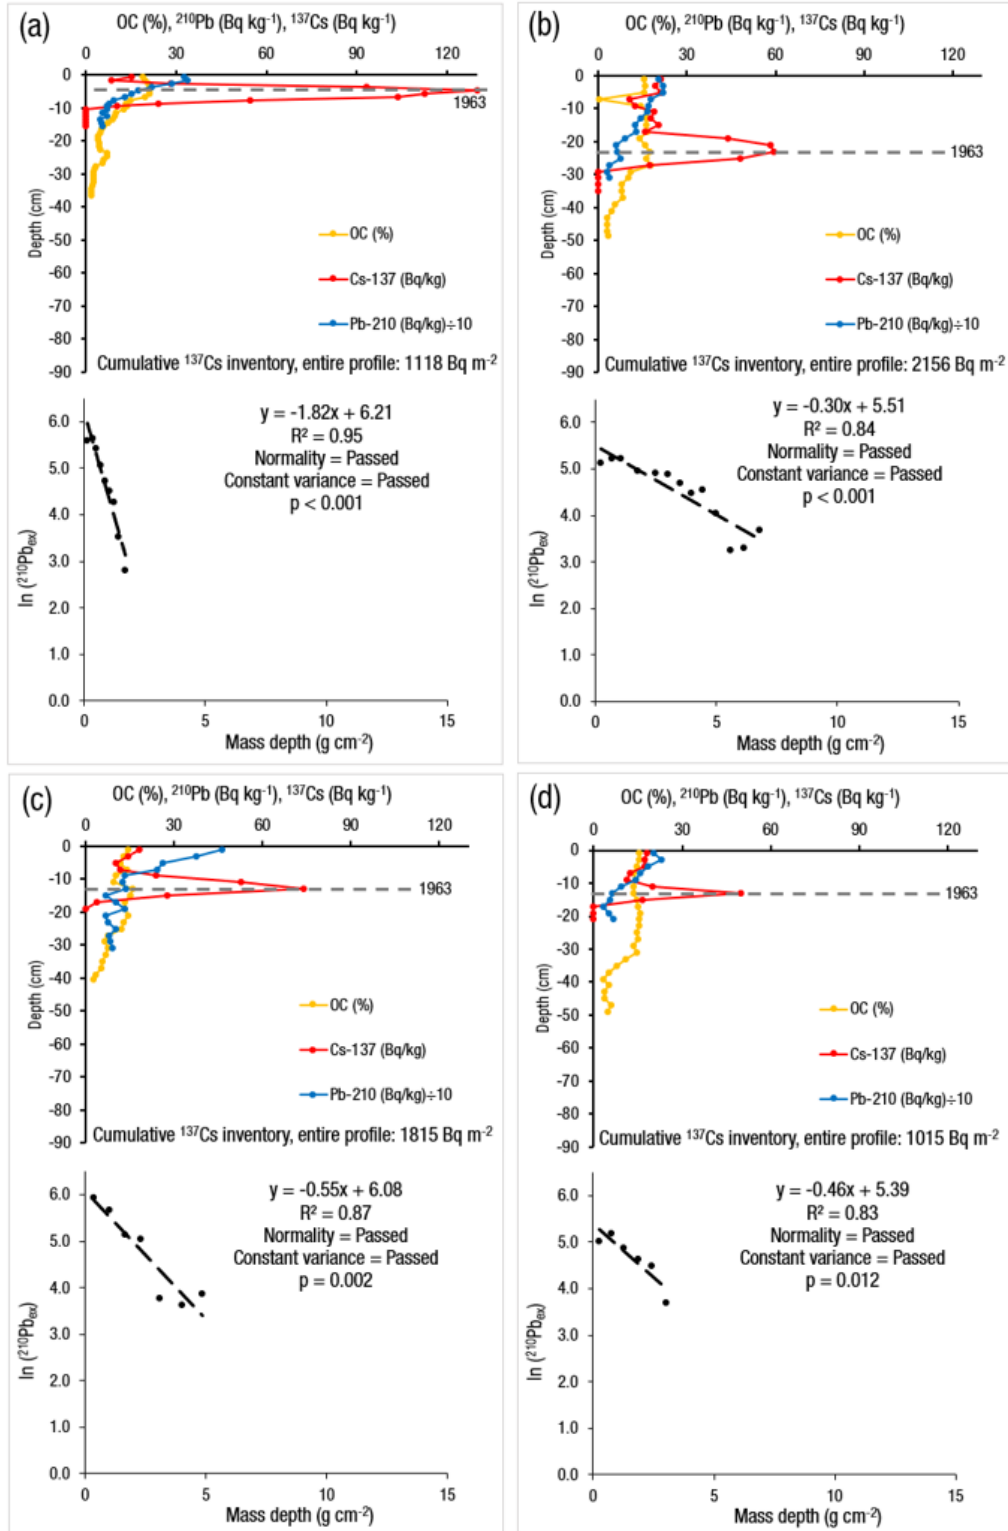 (a)
OC (%), ²¹⁰Pb (Bq kg⁻¹), ¹³⁷Cs (Bq kg⁻¹)
0 30 60 90 120
0
-10
-20
-30
-40
-50
-60
-70
-80
-90
Depth (cm)
1963
OC (%)
Cs-137 (Bq/kg)
Pb-210 (Bq/kg)÷10
Cumulative ¹³⁷Cs inventory, entire profile: 1118 Bq m⁻²
y = -1.82x + 6.21
R² = 0.95
Normality = Passed
Constant variance = Passed
p < 0.001
6.0
5.0
4.0
3.0
2.0
1.0
0.0
ln (²¹⁰Pbₑₓ)
0 5 10 15
Mass depth (g cm⁻²)
(b)
OC (%), ²¹⁰Pb (Bq kg⁻¹), ¹³⁷Cs (Bq kg⁻¹)
0 30 60 90 120
0
-10
-20
-30
-40
-50
-60
-70
-80
-90
Depth (cm)
1963
OC (%)
Cs-137 (Bq/kg)
Pb-210 (Bq/kg)÷10
Cumulative ¹³⁷Cs inventory, entire profile: 2156 Bq m⁻²
y = -0.30x + 5.51
R² = 0.84
Normality = Passed
Constant variance = Passed
p < 0.001
6.0
5.0
4.0
3.0
2.0
1.0
0.0
ln (²¹⁰Pbₑₓ)
0 5 10 15
Mass depth (g cm⁻²)
(c)
OC (%), ²¹⁰Pb (Bq kg⁻¹), ¹³⁷Cs (Bq kg⁻¹)
0 30 60 90 120
0
-10
-20
-30
-40
-50
-60
-70
-80
-90
Depth (cm)
1963
OC (%)
Cs-137 (Bq/kg)
Pb-210 (Bq/kg)÷10
Cumulative ¹³⁷Cs inventory, entire profile: 1815 Bq m⁻²
y = -0.55x + 6.08
R² = 0.87
Normality = Passed
Constant variance = Passed
p = 0.002
6.0
5.0
4.0
3.0
2.0
1.0
0.0
ln (²¹⁰Pbₑₓ)
0 5 10 15
Mass depth (g cm⁻²)
(d)
OC (%), ²¹⁰Pb (Bq kg⁻¹), ¹³⁷Cs (Bq kg⁻¹)
0 30 60 90 120
0
-10
-20
-30
-40
-50
-60
-70
-80
-90
Depth (cm)
1963
OC (%)
Cs-137 (Bq/kg)
Pb-210 (Bq/kg)÷10
Cumulative ¹³⁷Cs inventory, entire profile: 1015 Bq m⁻²
y = -0.46x + 5.39
R² = 0.83
Normality = Passed
Constant variance = Passed
p = 0.012
6.0
5.0
4.0
3.0
2.0
1.0
0.0
ln (²¹⁰Pbₑₓ)
0 5 10 15
Mass depth (g cm⁻²)